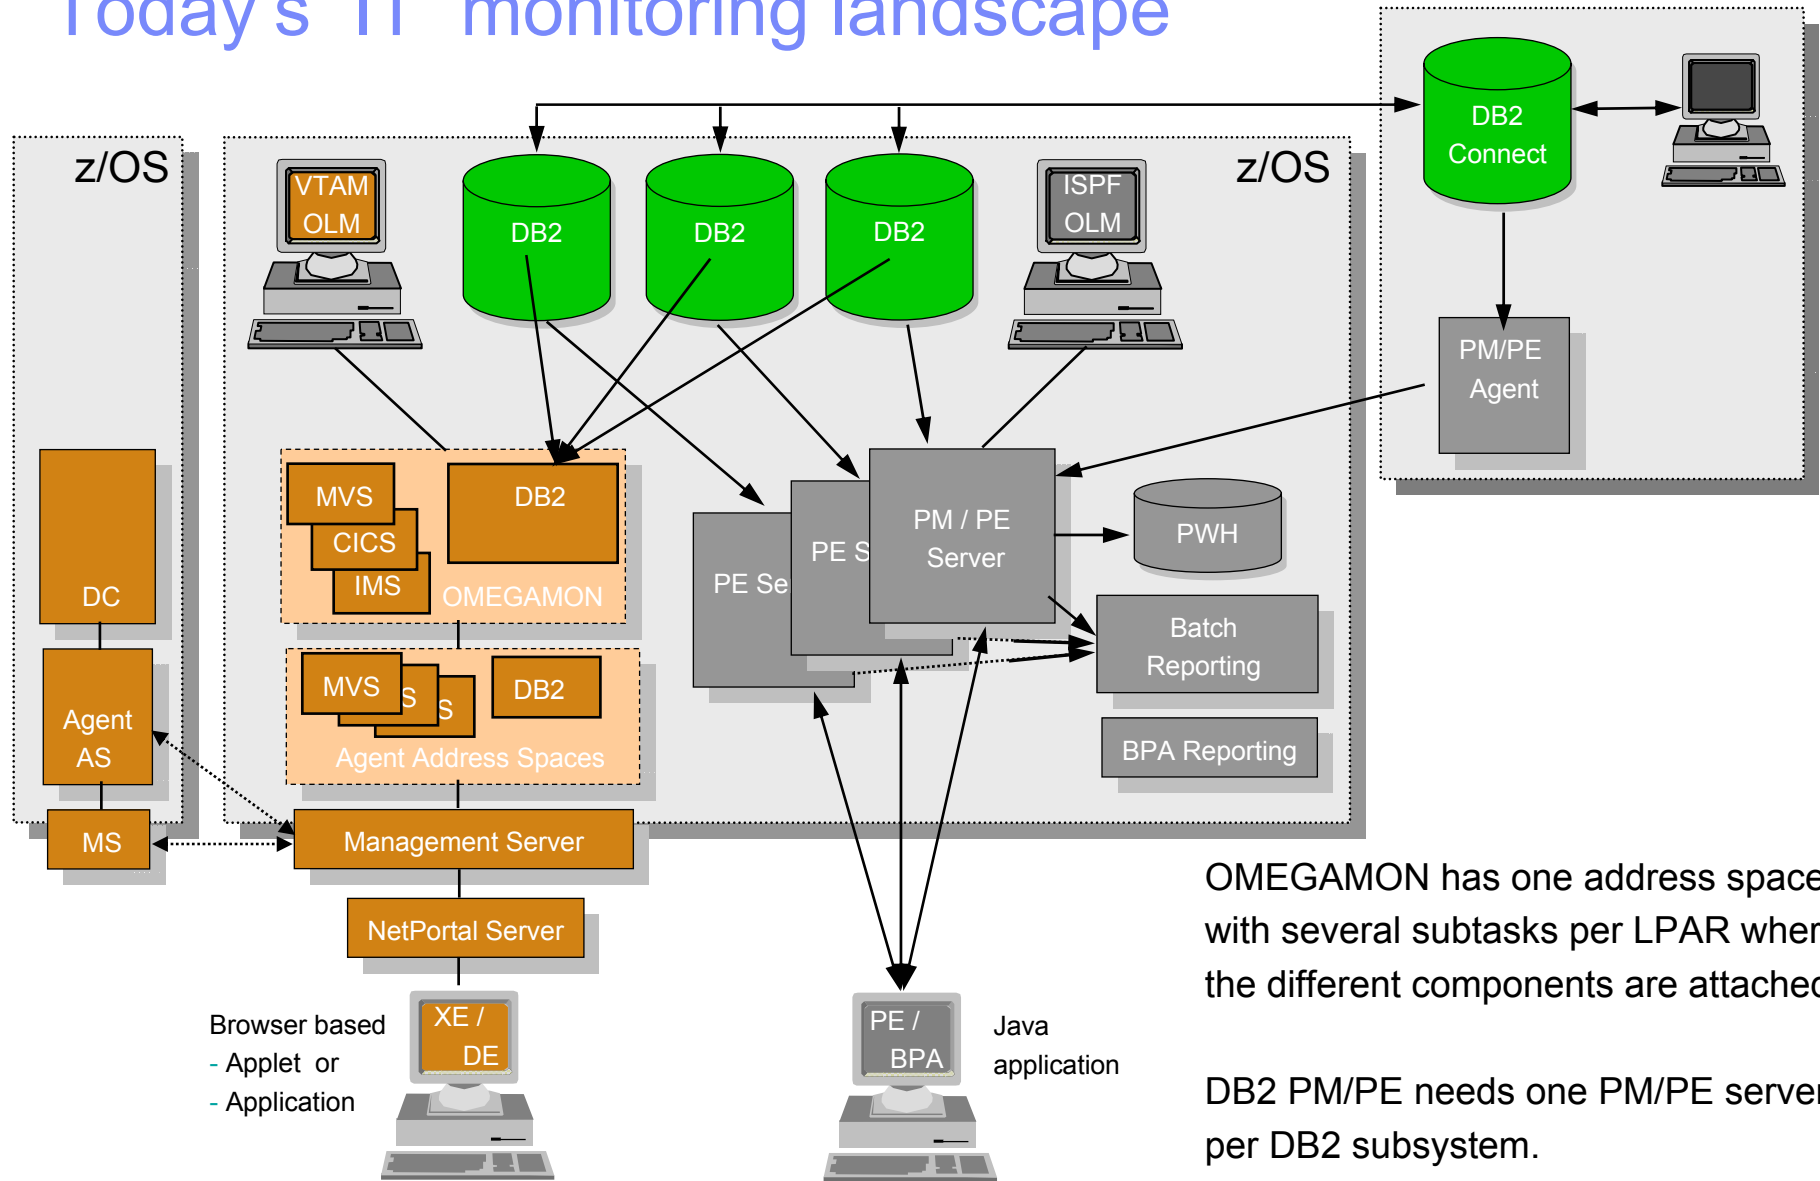 Today's "IT" monitoring landscape
z/OS
z/OS
VTAM
OLM
DB2
DB2
DB2
ISPF
OLM
DB2
Connect
PM/PE
Agent
MVS
CICS
IMS
DB2
OMEGAMON
PE Se
PE S
PM / PE
Server
PWH
Batch
Reporting
BPA Reporting
DC
Agent
AS
MS
MVS
S
S
DB2
Agent Address Spaces
Management Server
NetPortal Server
Browser based
- Applet or
- Application
XE /
DE
PE /
BPA
Java
application
OMEGAMON has one address space
with several subtasks per LPAR wher
the different components are attached
DB2 PM/PE needs one PM/PE server
per DB2 subsystem.